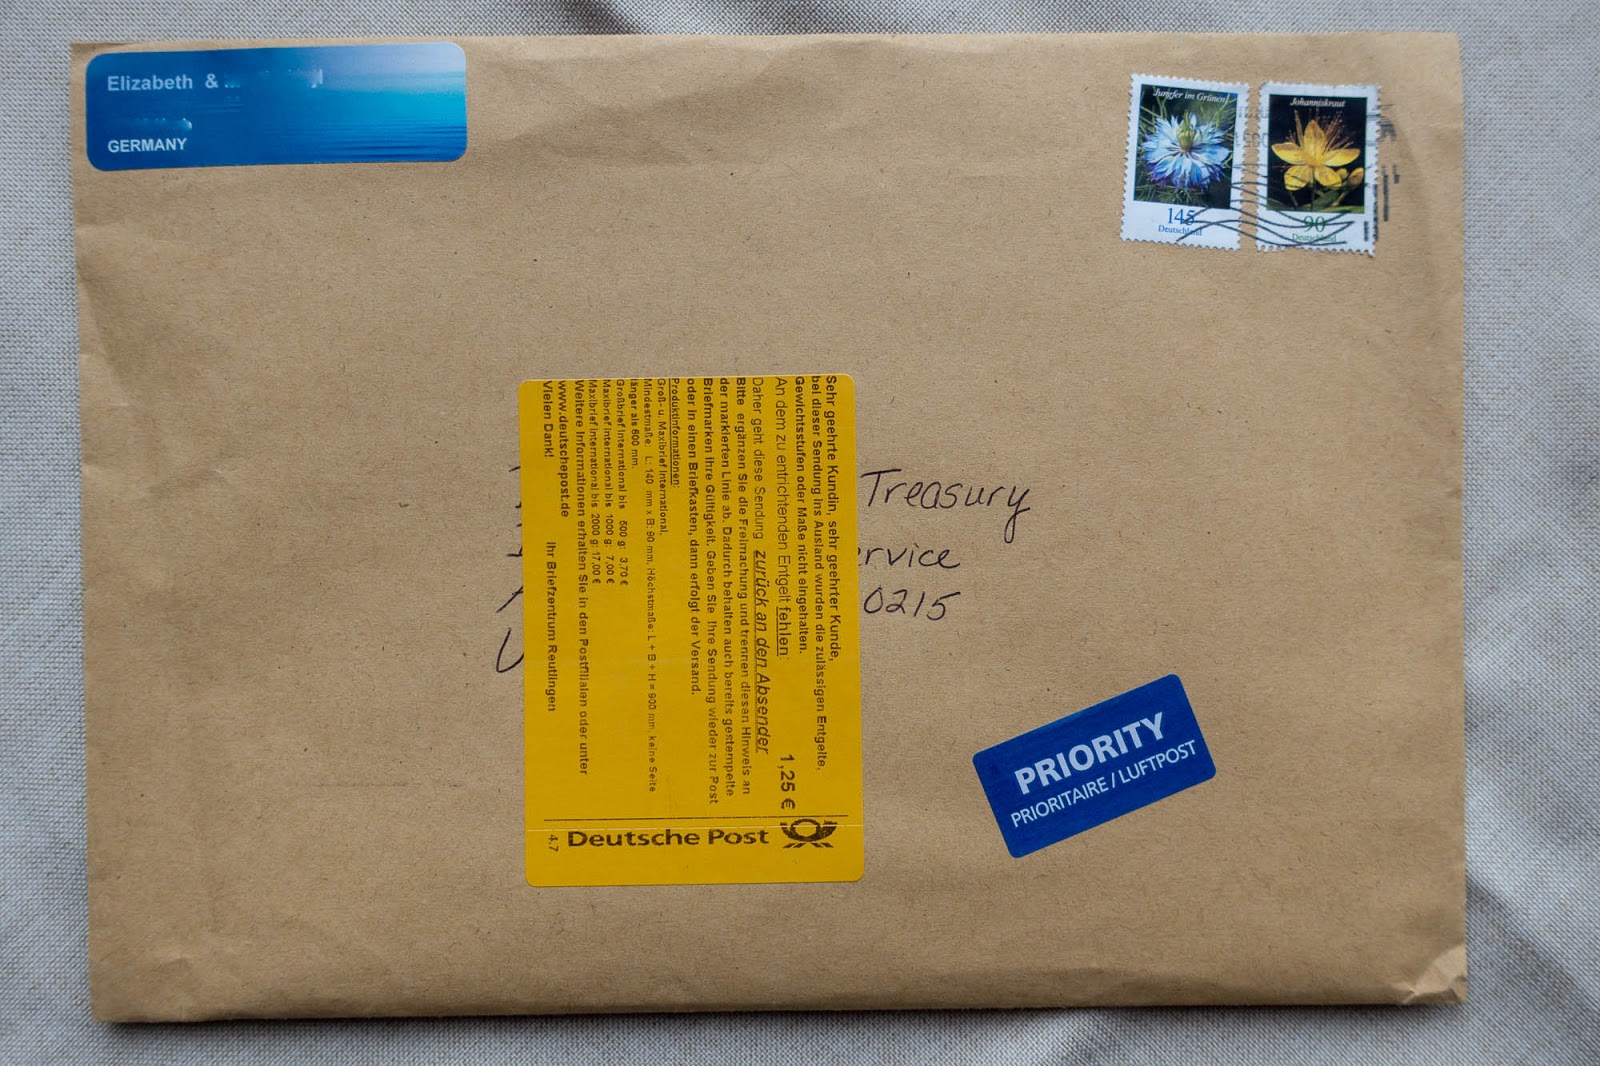 Elizabeth &
GERMANY
Jungfer im Grünen
145
Deutschland
Johanniskraut
90
Deutschland
Treasury
ervice
0215
U
Sehr geehrte Kundin, sehr geehrter Kunde,
bei dieser Sendung ins Ausland wurden die zulässigen Entgelte,
Gewichtsstufen oder Maße nicht eingehalten.
An dem zu entrichtenden Entgelt fehlen: 1,25 €
Daher geht diese Sendung zurück an den Absender
Bitte ergänzen Sie die Freimachung und trennen diesen Hinweis an
der markierten Linie ab. Dadurch behalten auch bereits gestempelte
Briefmarken ihre Gültigkeit. Geben Sie Ihre Sendung wieder zur Post
oder in einen Briefkasten, dann erfolgt der Versand.
Produktinformationen:
Groß- u. Maxibrief International.
Mindestmaße: L: 140 mm x B: 90 mm, Höchstmaße: L + B + H = 900 mm, keine Seite
länger als 600 mm.
Großbrief International bis 500 g: 3,70 €
Maxibrief International bis 1000 g: 7,00 €
Maxibrief International bis 2000 g: 17,00 €
Weitere Informationen erhalten Sie in den Postfilialen oder unter
www.deutschepost.de
Vielen Dank! Ihr Briefzentrum Reutlingen
Deutsche Post
4.7
PRIORITY
PRIORITAIRE / LUFTPOST